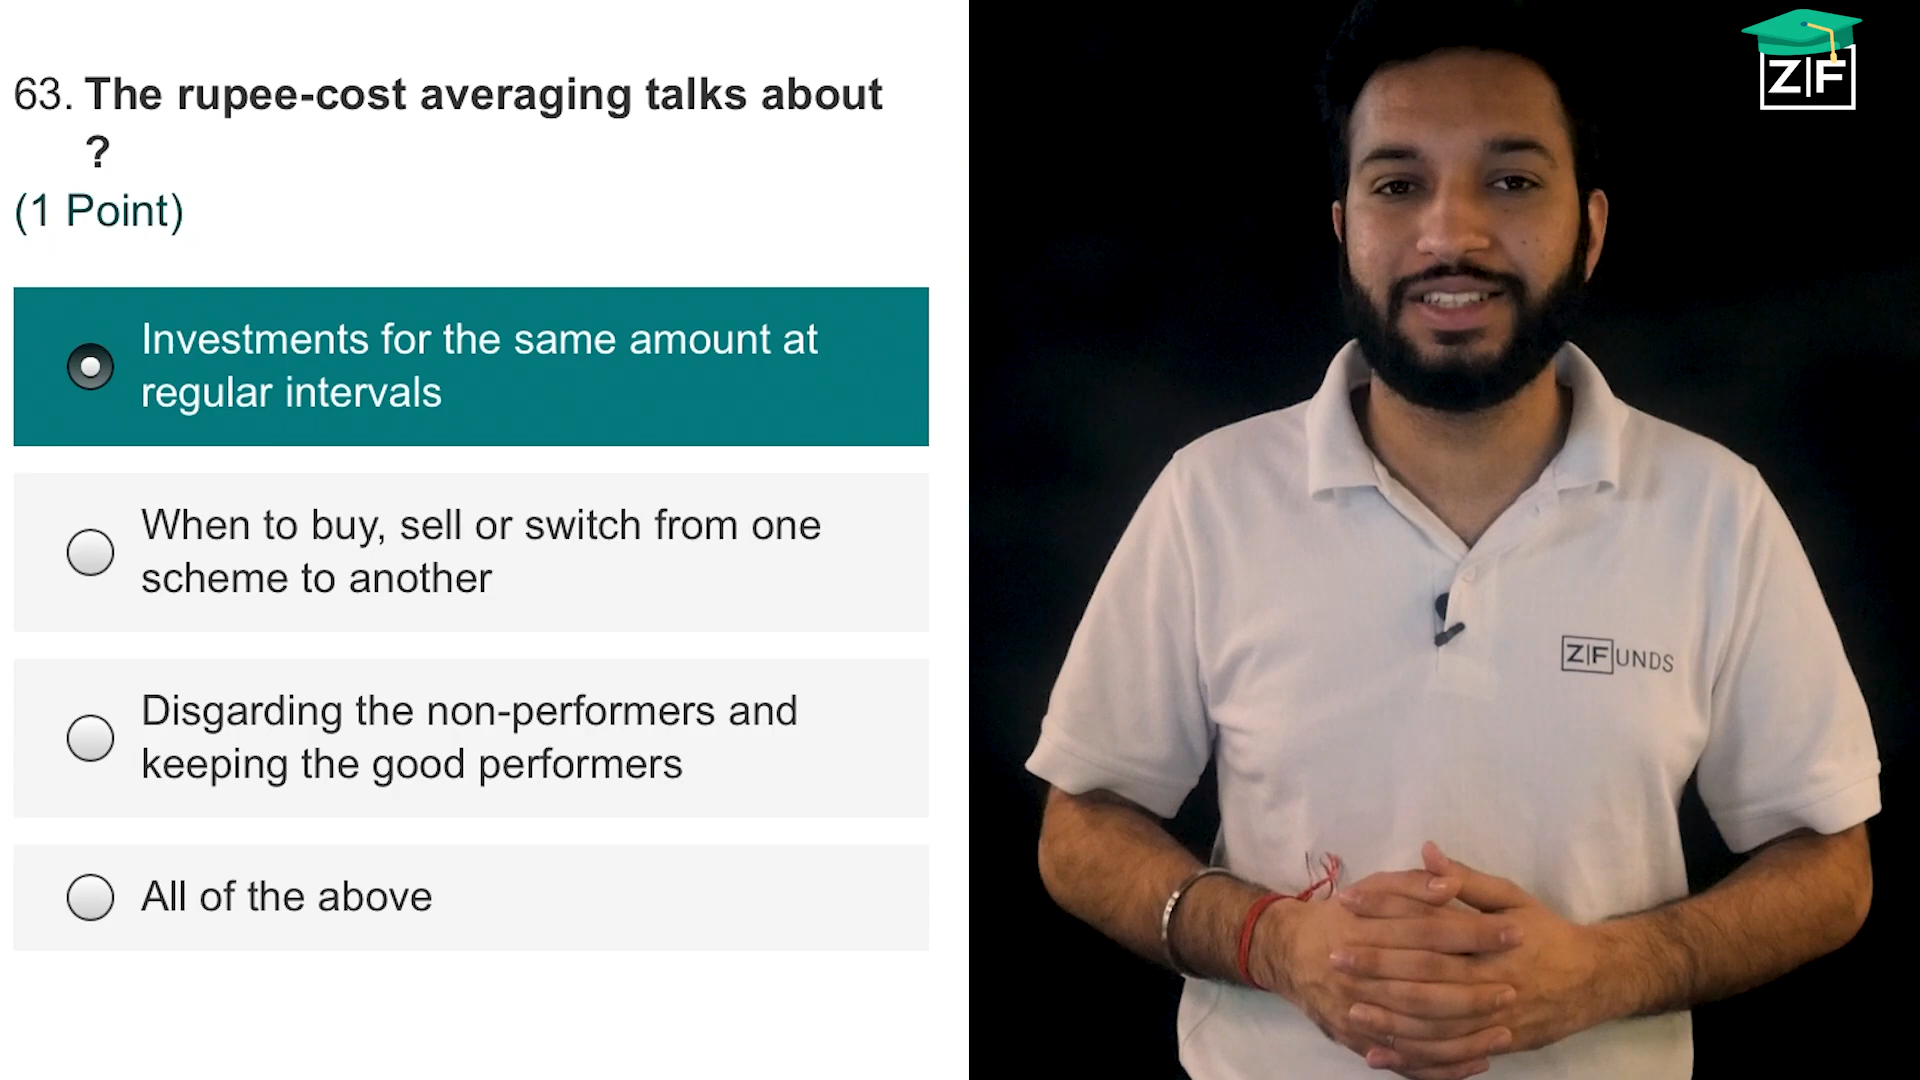 63. The rupee-cost averaging talks about
?
(1 Point)
Investments for the same amount at
regular intervals
When to buy, sell or switch from one
scheme to another
Disgarding the non-performers and
keeping the good performers
All of the above
Z|F
Z|FUNDS